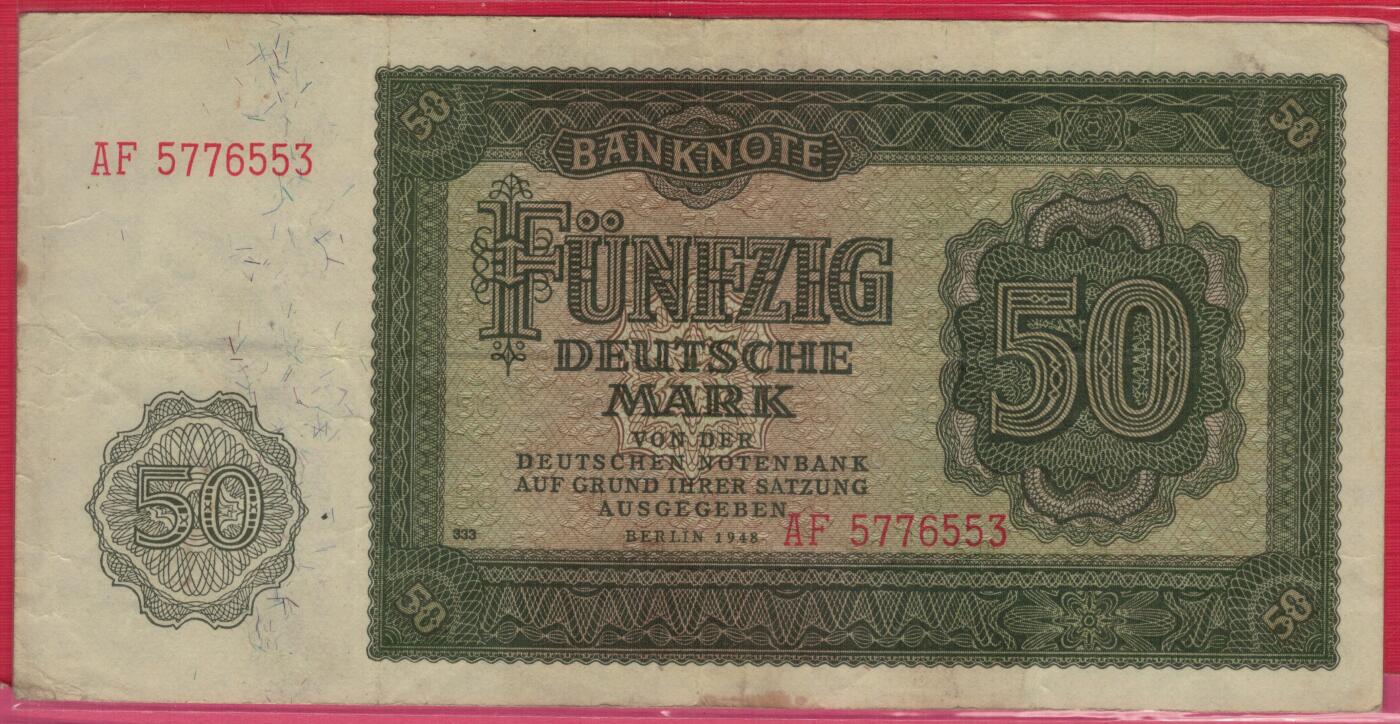 50
50
BANKNOTE
AF 5776553
FÜNFZIG
50
DEUTSCHE
MARK
VON DER
DEUTSCHEN NOTENBANK
AUF GRUND IHRER SATZUNG
AUSGEGEBEN
50
333
BERLIN 1948
AF 5776553
50
50